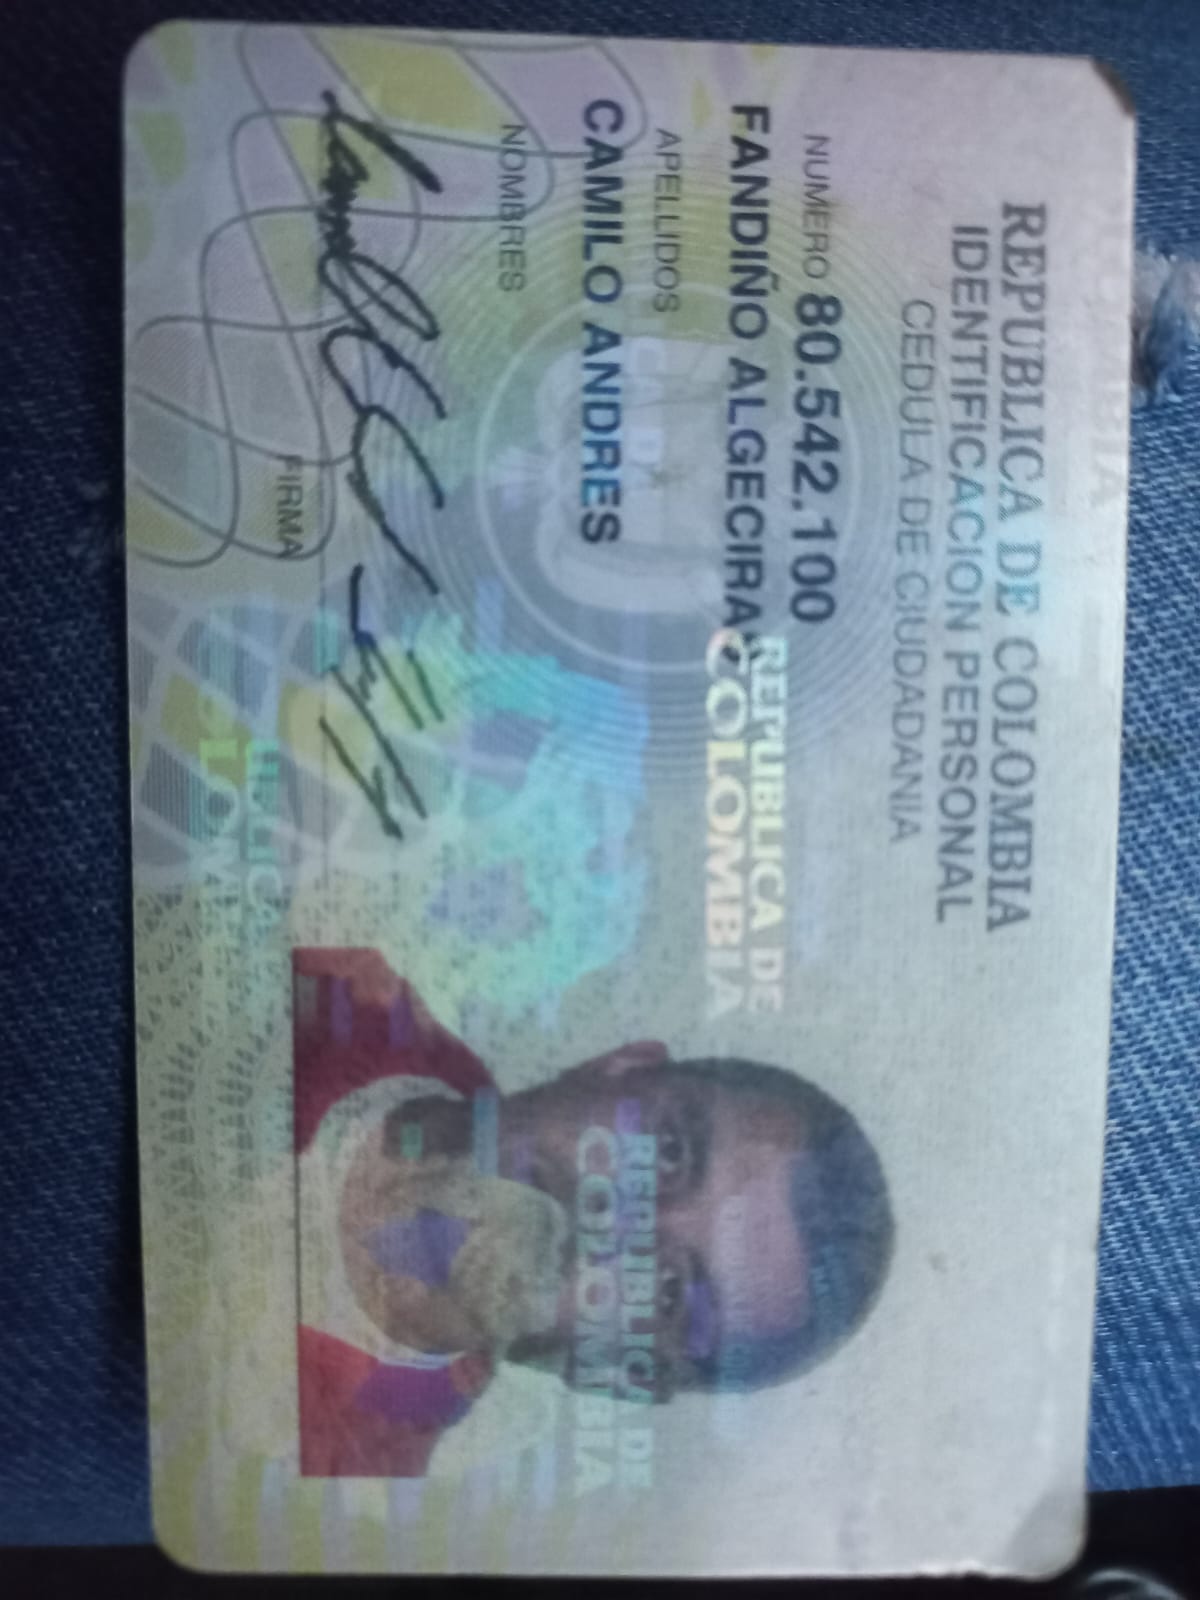 REPUBLICA DE COLOMBIA
IDENTIFICACION PERSONAL
CEDULA DE CIUDADANIA
NUMERO 80.542.100
FANDIÑO ALGECIRA
APELLIDOS
CAMILO ANDRES
NOMBRES
FIRMA
REPUBLICA DE
COLOMBIA
REPUBLICA DE
COLOMBIA